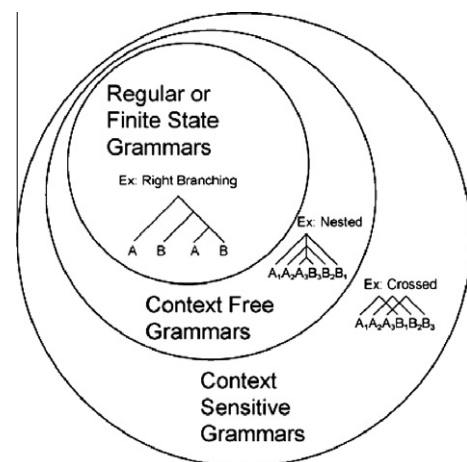 Regular or
Finite State
Grammars
Ex: Right Branching
A B A B
Ex: Nested
A₁A₂A₃B₃B₂B₁
Context Free
Grammars
Ex: Crossed
A₁A₂A₃B₁B₂B₃
Context
Sensitive
Grammars